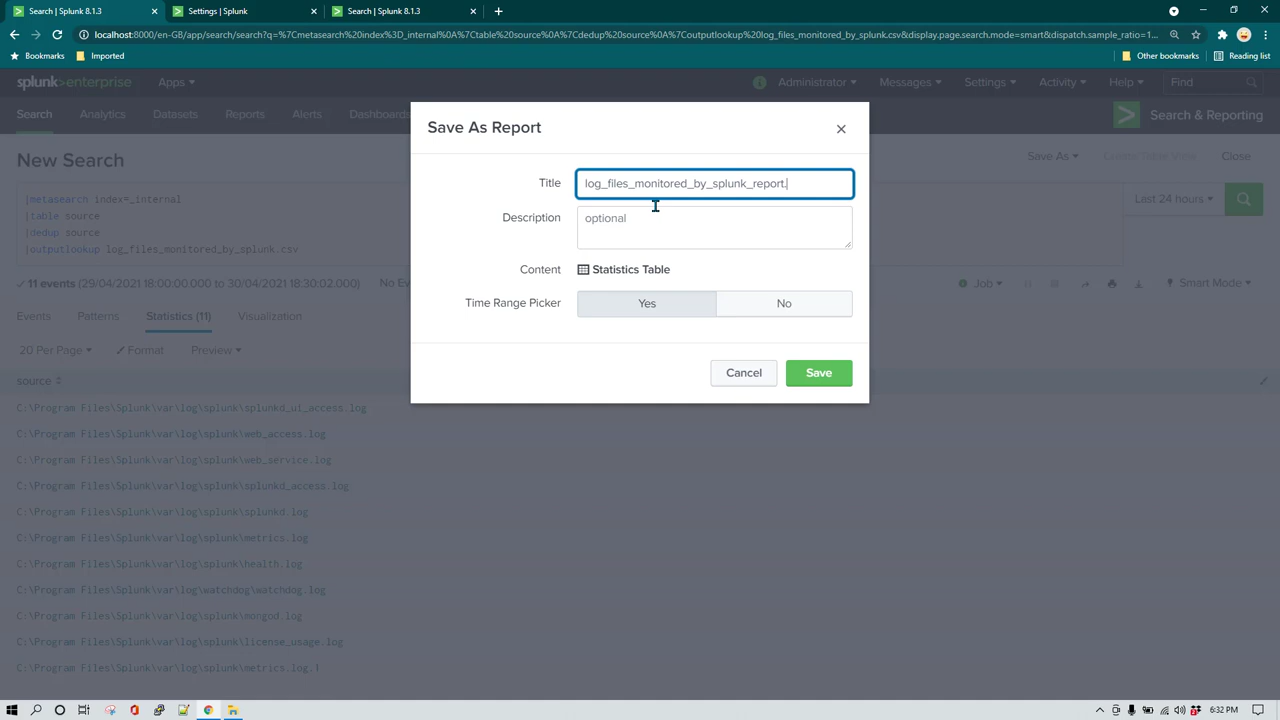 Search | Splunk 8.1.3
Settings | Splunk
Search | Splunk 8.1.3
localhost:8000/en-GB/app/search/search?q=%7Cmetasearch%20index%3D_internal%0A%7Ctable%20source%0A%7Cdedup%20source%0A%7Coutputlookup%20log_files_monitored_by_splunk.csv&display.page.search.mode=smart&dispatch.sample_ratio=1...
Bookmarks
Imported
Other bookmarks
Reading list
splunk>enterprise
Apps
i
Administrator
Messages
Settings
Activity
Help
Find
Search
Analytics
Datasets
Reports
Alerts
Dashboards
Search & Reporting
Save As Report
New Search
Save As
Create Table View
Close
Title
log_files_monitored_by_splunk_report.
|metasearch index=_internal
|table source
|dedup source
|outputlookup log_files_monitored_by_splunk.csv
Last 24 hours
Description
optional
Content
Statistics Table
11 events (29/04/2021 18:00:00.000 to 30/04/2021 18:30:02.000)
No Ev
Job
Smart Mode
Time Range Picker
Yes
No
Events
Patterns
Statistics (11)
Visualization
20 Per Page
Format
Preview
Cancel
Save
source
C:\Program Files\Splunk\var\log\splunk\splunkd_ui_access.log
C:\Program Files\Splunk\var\log\splunk\web_access.log
C:\Program Files\Splunk\var\log\splunk\web_service.log
C:\Program Files\Splunk\var\log\splunk\splunkd_access.log
C:\Program Files\Splunk\var\log\splunk\splunkd.log
C:\Program Files\Splunk\var\log\splunk\metrics.log
C:\Program Files\Splunk\var\log\splunk\health.log
C:\Program Files\Splunk\var\log\watchdog\watchdog.log
C:\Program Files\Splunk\var\log\splunk\mongod.log
C:\Program Files\Splunk\var\log\splunk\license_usage.log
C:\Program Files\Splunk\var\log\splunk\metrics.log.1
6:32 PM